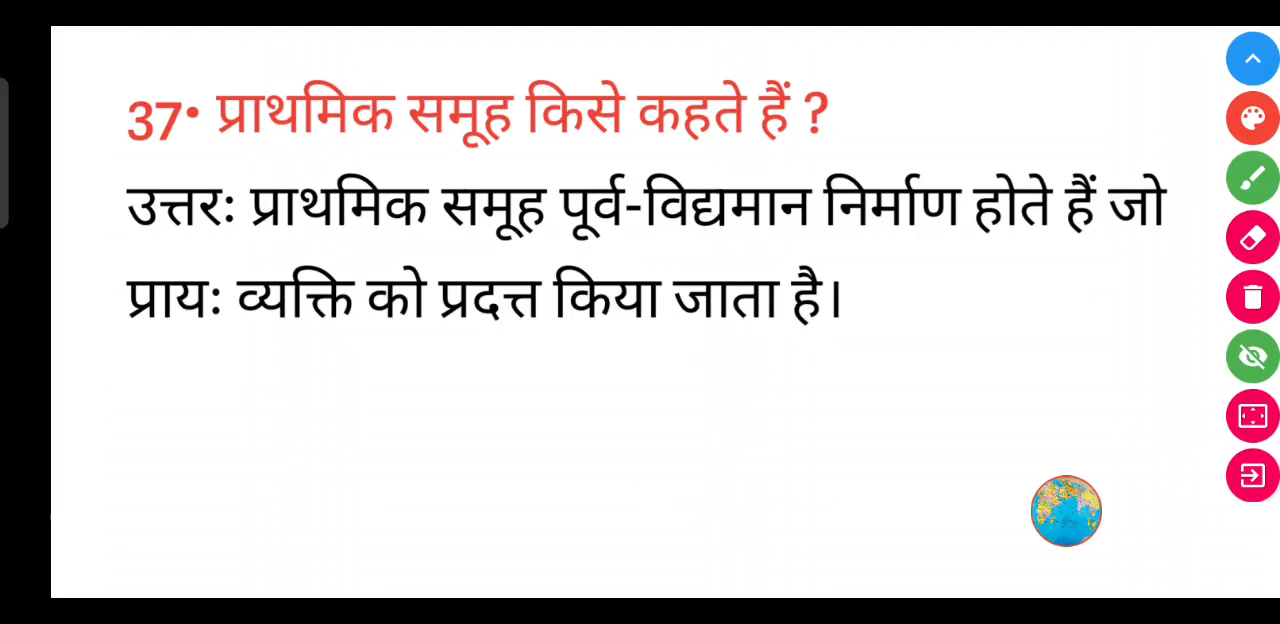 37• प्राथमिक समूह किसे कहते हैं ?
उत्तरः प्राथमिक समूह पूर्व-विद्यमान निर्माण होते हैं जो
प्रायः व्यक्ति को प्रदत्त किया जाता है।